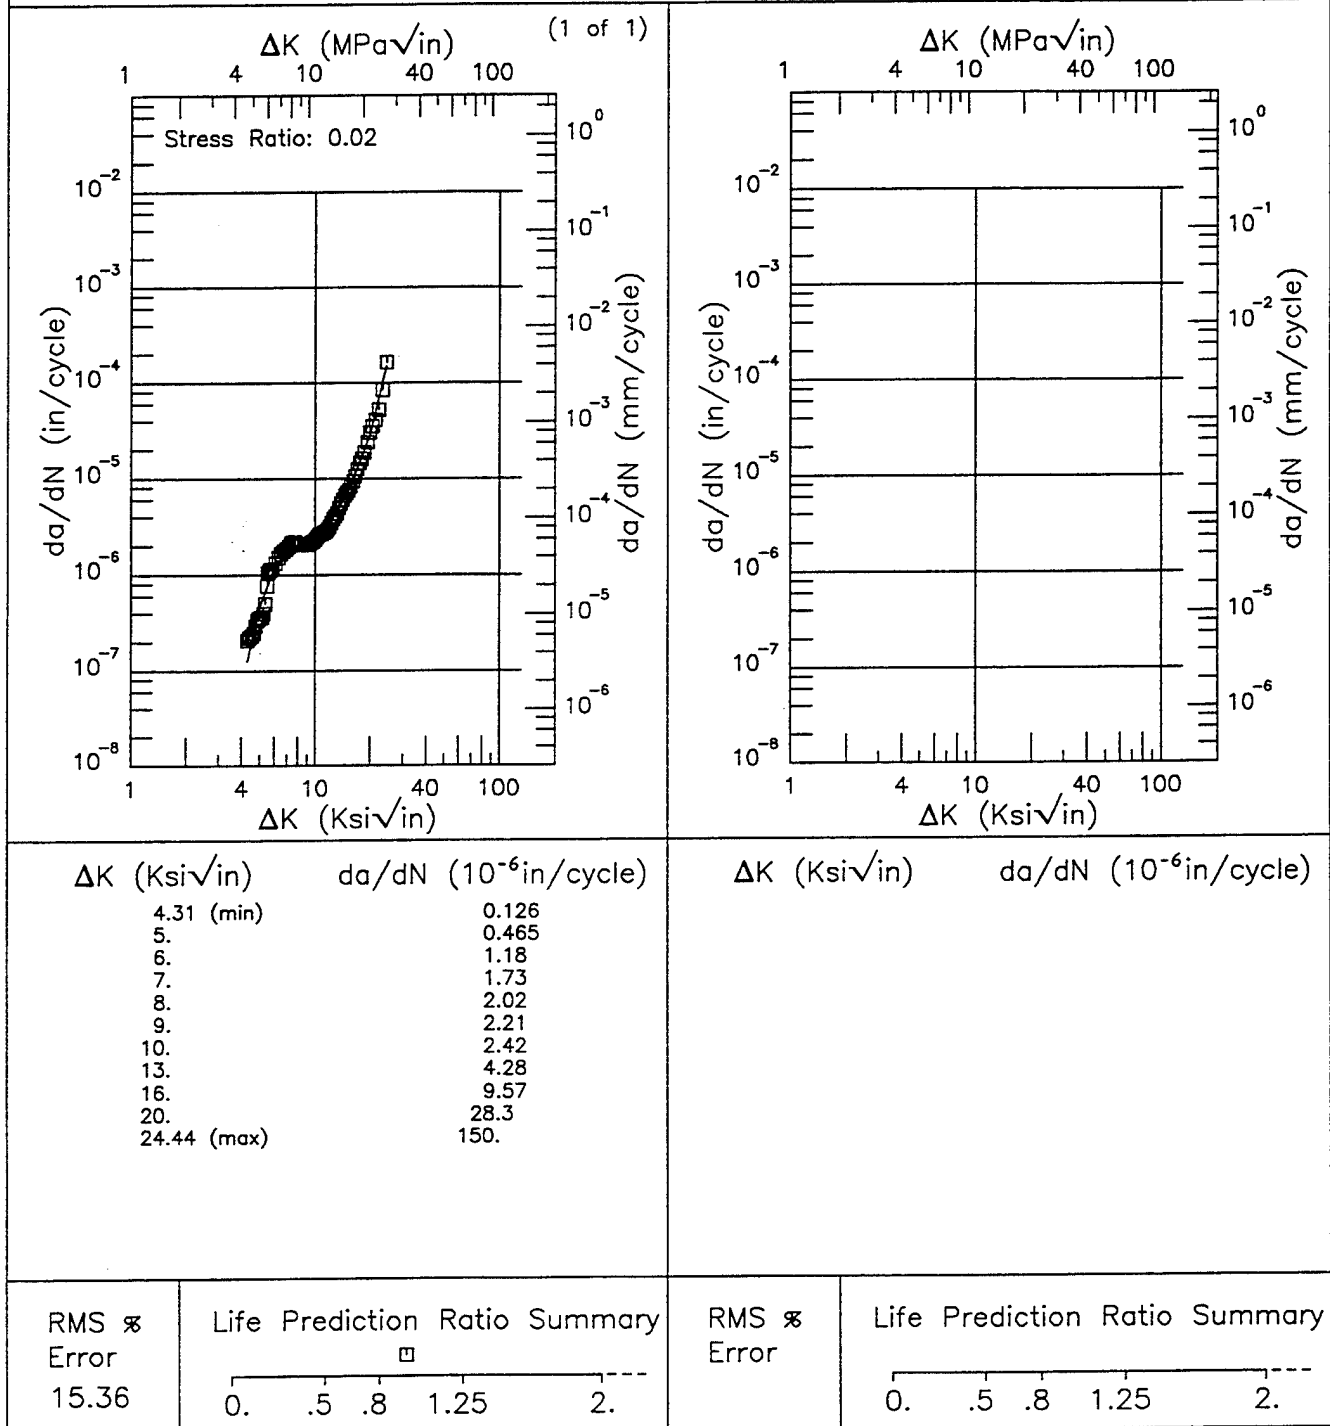 (1 of 1)
ΔK (MPa√in)
1 4 10 40 100
Stress Ratio: 0.02
da/dN (in/cycle)
10⁻²
10⁻³
10⁻⁴
10⁻⁵
10⁻⁶
10⁻⁷
10⁻⁸
10⁰
10⁻¹
10⁻²
10⁻³
10⁻⁴
10⁻⁵
10⁻⁶
da/dN (mm/cycle)
1 4 10 40 100
ΔK (Ksi√in)
ΔK (MPa√in)
1 4 10 40 100
da/dN (in/cycle)
10⁻²
10⁻³
10⁻⁴
10⁻⁵
10⁻⁶
10⁻⁷
10⁻⁸
10⁰
10⁻¹
10⁻²
10⁻³
10⁻⁴
10⁻⁵
10⁻⁶
da/dN (mm/cycle)
1 4 10 40 100
ΔK (Ksi√in)
ΔK (Ksi√in) da/dN (10⁻⁶in/cycle)
4.31 (min) 0.126
5. 0.465
6. 1.18
7. 1.73
8. 2.02
9. 2.21
10. 2.42
13. 4.28
16. 9.57
20. 28.3
24.44 (max) 150.
ΔK (Ksi√in) da/dN (10⁻⁶in/cycle)
RMS %
Error
15.36
Life Prediction Ratio Summary
0. .5 .8 1.25 2.
RMS %
Error
Life Prediction Ratio Summary
0. .5 .8 1.25 2.